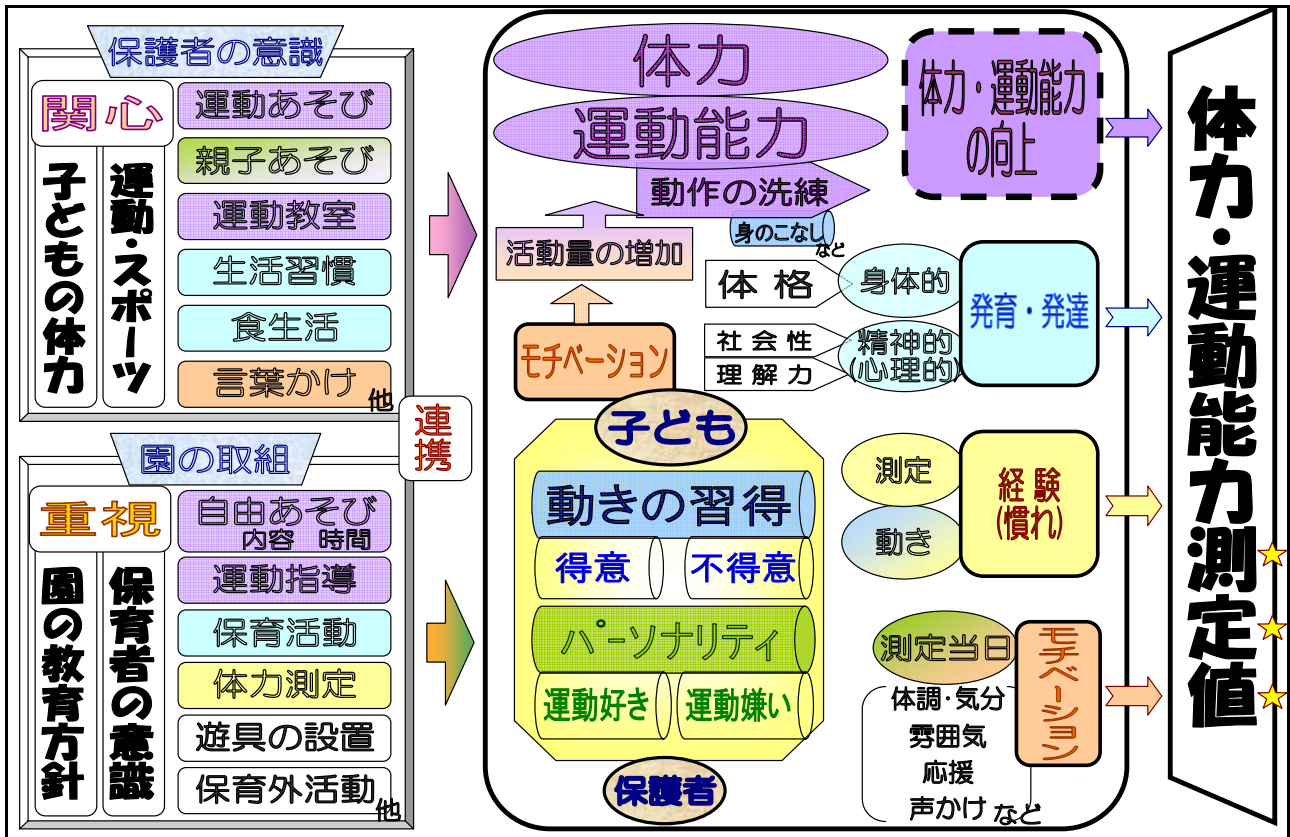 保護者の意識
関心
子どもの体力
運動・スポーツ
運動あそび
親子あそび
運動教室
生活習慣
食生活
言葉かけ
他
連携
園の取組
重視
園の教育方針
保育者の意識
自由あそび
内容 時間
運動指導
保育活動
体力測定
遊具の設置
保育外活動
他
体力
運動能力
動作の洗練
身のこなし
など
活動量の増加
モチベーション
子ども
動きの習得
得意
不得意
パーソナリティ
運動好き
運動嫌い
保護者
体力・運動能力
の向上
体格
社会性
理解力
身体的
精神的
(心理的)
発育・発達
測定
動き
経験
(慣れ)
測定当日
体調・気分
雰囲気
応援
声かけ
など
モチベーション
体力・運動能力測定値